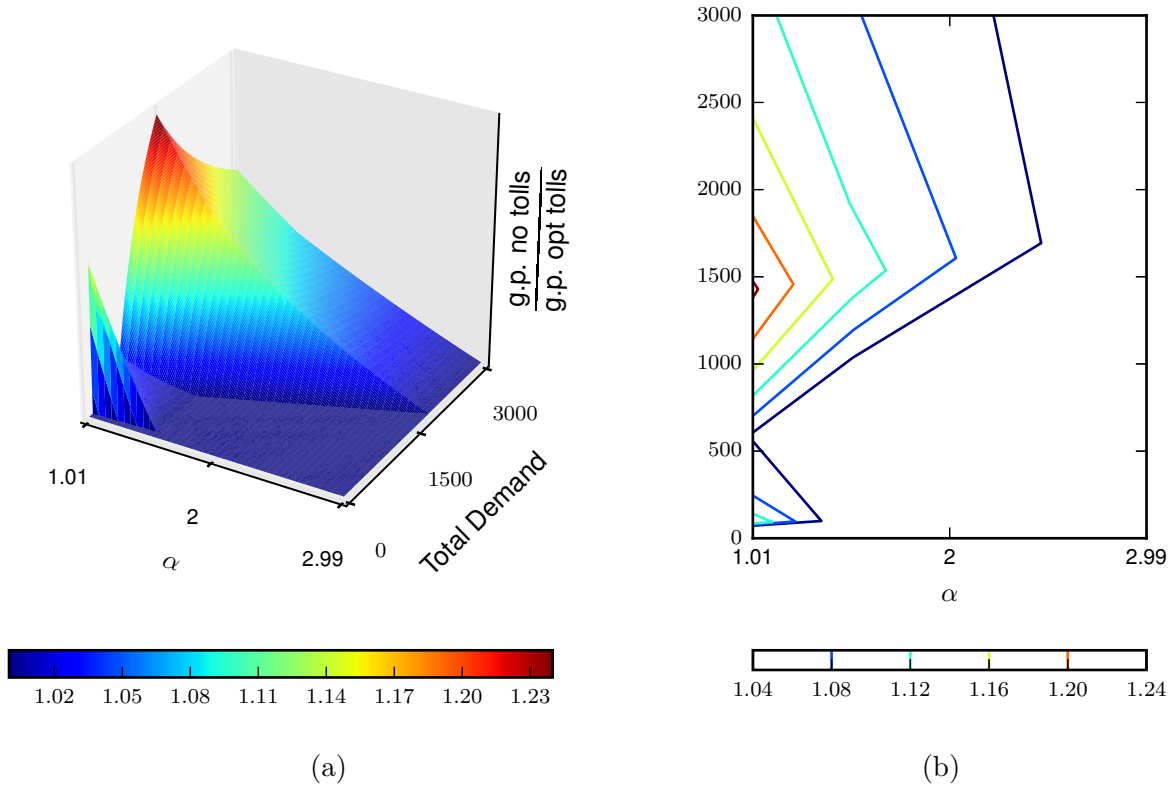 g.p. no tolls
g.p. opt tolls
3000
1500
0
Total Demand
1.01
2
2.99
α
1.02 1.05 1.08 1.11 1.14 1.17 1.20 1.23
(a)
3000
2500
2000
1500
1000
500
0
1.01 2 2.99
α
1.04 1.08 1.12 1.16 1.20 1.24
(b)